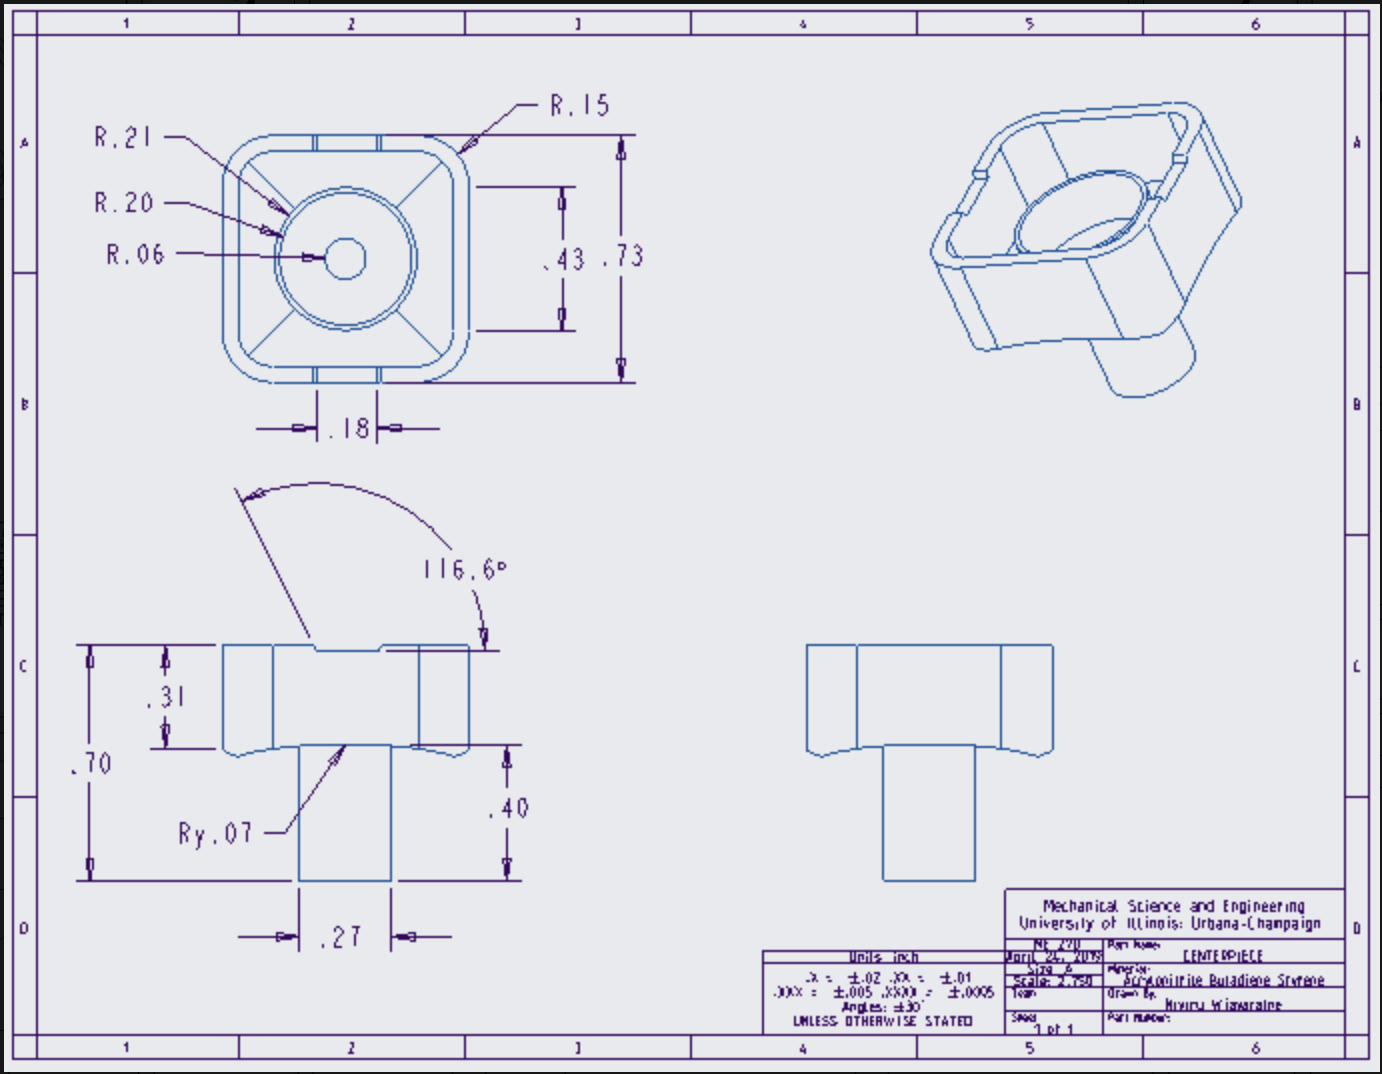 1 2 3 4 5 6
A A
R.15
R.21
R.20
R.06
.43 .73
B B
.18
116.6°
C C
.31
.70
.40
Ry.07
D D
.27
Mechanical Science and Engineering
University of Illinois: Urbana-Champaign
ME 270 Part Name:
April 24, 2019 CENTERPIECE
Size A Material:
Scale: 2.750 Acrylonitrile Butadiene Styrene
Team Drawn By:
Sheet Part Number:
1 of 1
Units inch
.X = ±.02 .XX = ±.01
.XXX = ±.005 .XXXX = ±.0005
Angles: ±30'
UNLESS OTHERWISE STATED
1 2 3 4 5 6